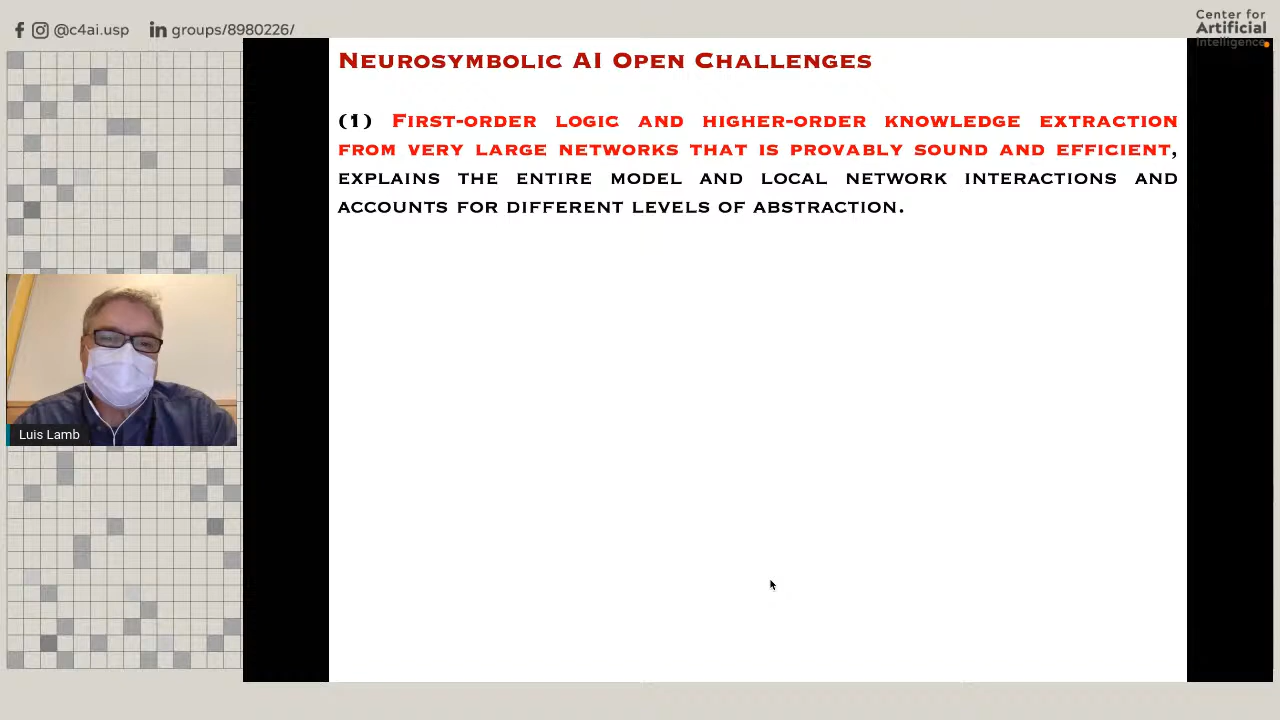 @c4ai.usp groups/8980226/
Center for
Artificial
Intelligence
NEUROSYMBOLIC AI OPEN CHALLENGES
(1) FIRST-ORDER LOGIC AND HIGHER-ORDER KNOWLEDGE EXTRACTION
FROM VERY LARGE NETWORKS THAT IS PROVABLY SOUND AND EFFICIENT,
EXPLAINS THE ENTIRE MODEL AND LOCAL NETWORK INTERACTIONS AND
ACCOUNTS FOR DIFFERENT LEVELS OF ABSTRACTION.
Luis Lamb